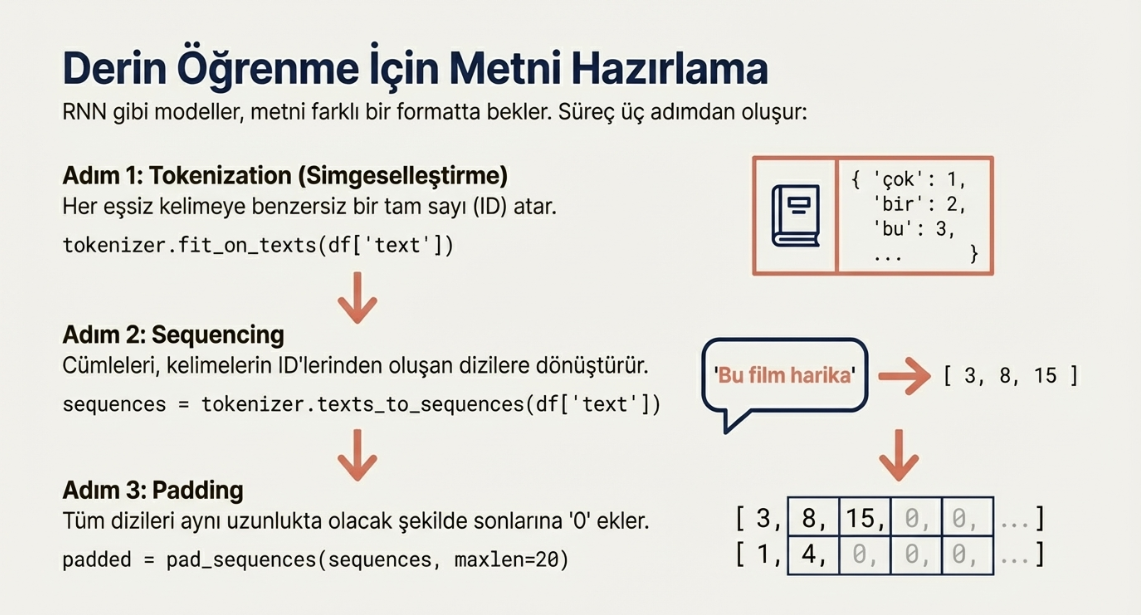 Derin Öğrenme İçin Metni Hazırlama
RNN gibi modeller, metni farklı bir formatta bekler. Süreç üç adımdan oluşur:
Adım 1: Tokenization (Simgeselleştirme)
Her eşsiz kelimeye benzersiz bir tam sayı (ID) atar.
tokenizer.fit_on_texts(df['text'])
{ 'çok': 1,
'bir': 2,
'bu': 3,
... }
Adım 2: Sequencing
Cümleleri, kelimelerin ID'lerinden oluşan dizilere dönüştürür.
sequences = tokenizer.texts_to_sequences(df['text'])
'Bu film harika'
[ 3, 8, 15 ]
Adım 3: Padding
Tüm dizileri aynı uzunlukta olacak şekilde sonlarına '0' ekler.
padded = pad_sequences(sequences, maxlen=20)
[ 3, 8, 15, 0, 0, ...]
[ 1, 4, 0, 0, 0, ...]